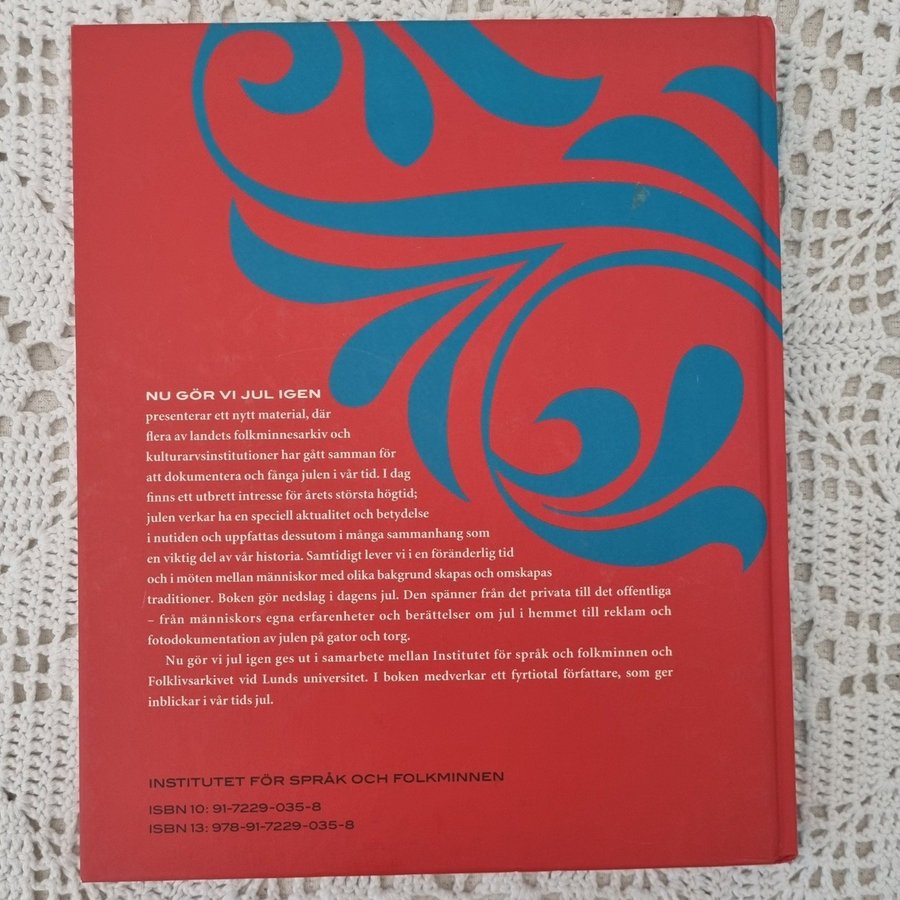 NU GÖR VI JUL IGEN
presenterar ett nytt material, där
flera av landets folkminnesarkiv och
kulturarvsinstitutioner har gått samman för
att dokumentera och fånga julen i vår tid. I dag
finns ett utbrett intresse för årets största högtid;
julen verkar ha en speciell aktualitet och betydelse
i nutiden och uppfattas dessutom i många sammanhang som
en viktig del av vår historia. Samtidigt lever vi i en föränderlig tid
och i möten mellan människor med olika bakgrund skapas och omskapas
traditioner. Boken gör nedslag i dagens jul. Den spänner från det privata till det offentliga
– från människors egna erfarenheter och berättelser om jul i hemmet till reklam och
fotodokumentation av julen på gator och torg.
Nu gör vi jul igen ges ut i samarbete mellan Institutet för språk och folkminnen och
Folklivsarkivet vid Lunds universitet. I boken medverkar ett fyrtiotal författare, som ger
inblickar i vår tids jul.
INSTITUTET FÖR SPRÅK OCH FOLKMINNEN
ISBN 10: 91-7229-035-8
ISBN 13: 978-91-7229-035-8